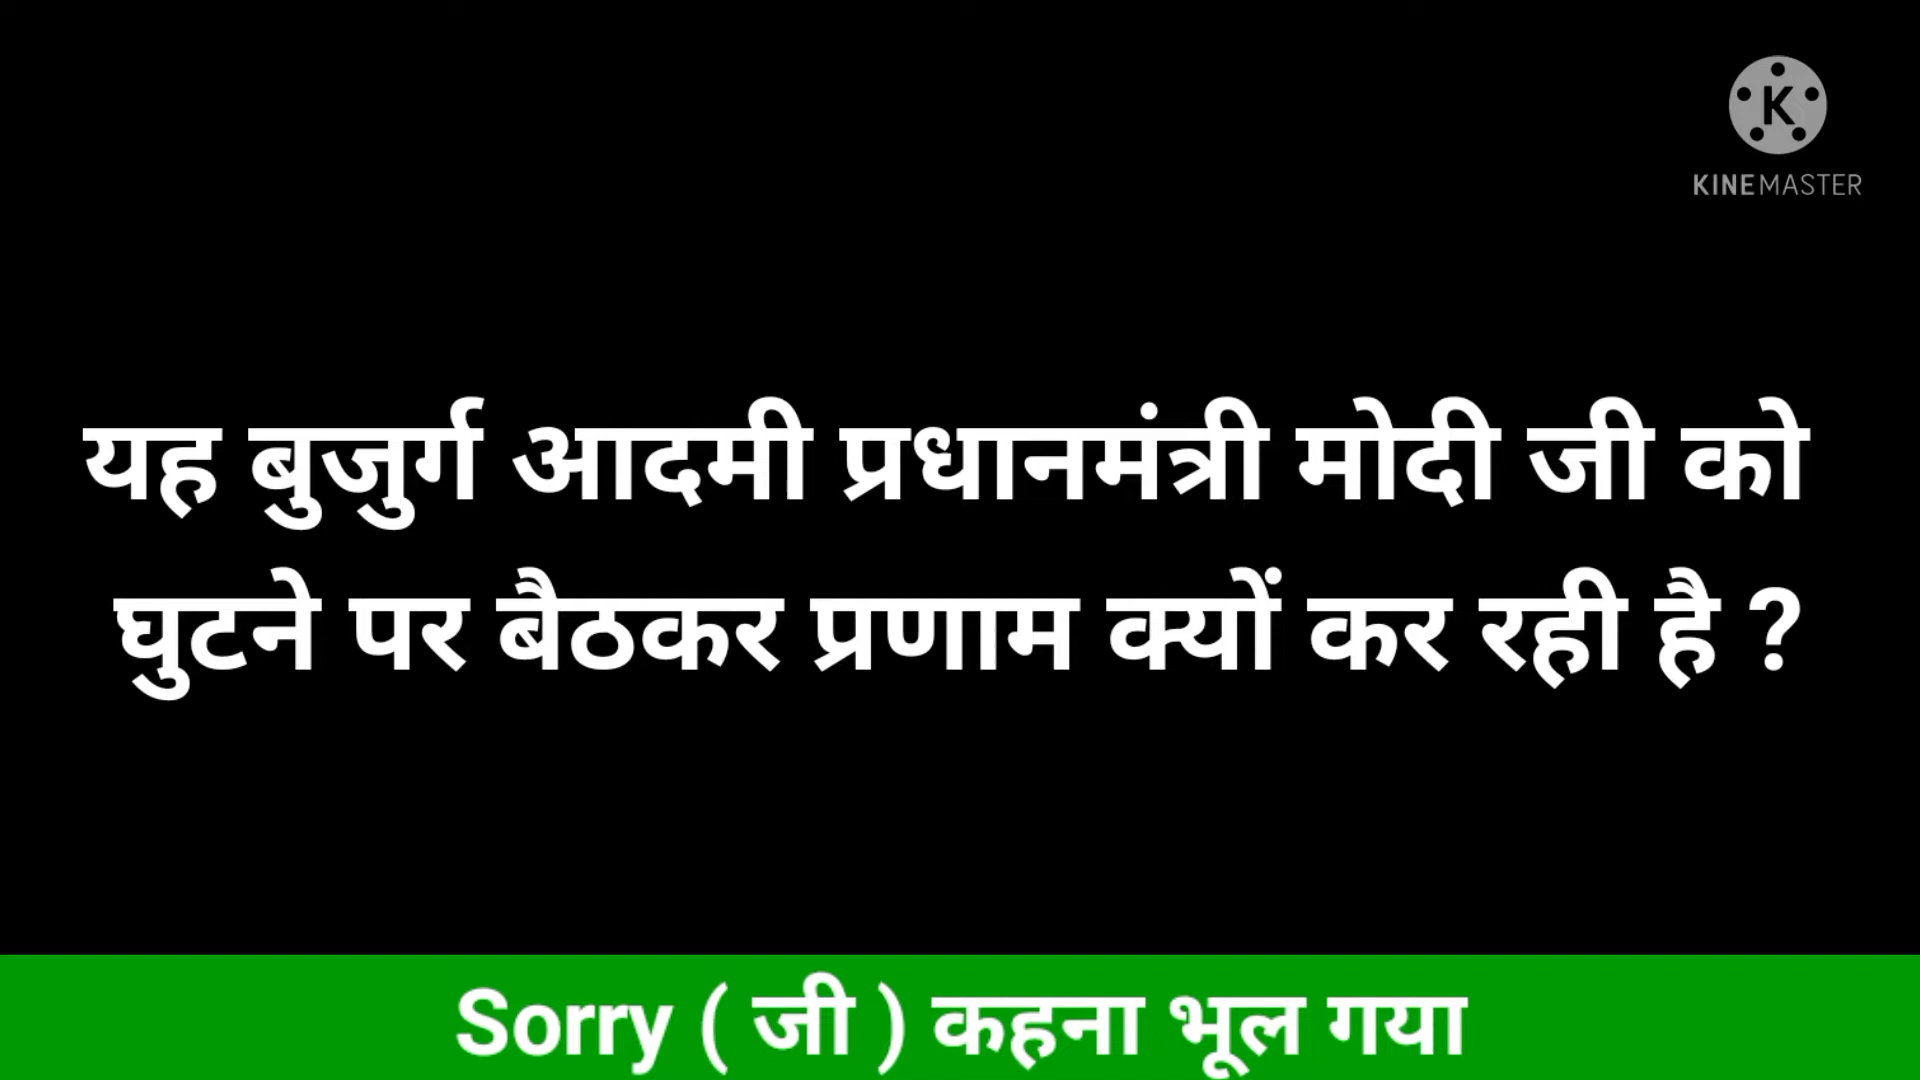 KINEMASTER
यह बुजुर्ग आदमी प्रधानमंत्री मोदी जी को
घुटने पर बैठकर प्रणाम क्यों कर रही है ?
Sorry ( जी ) कहना भूल गया